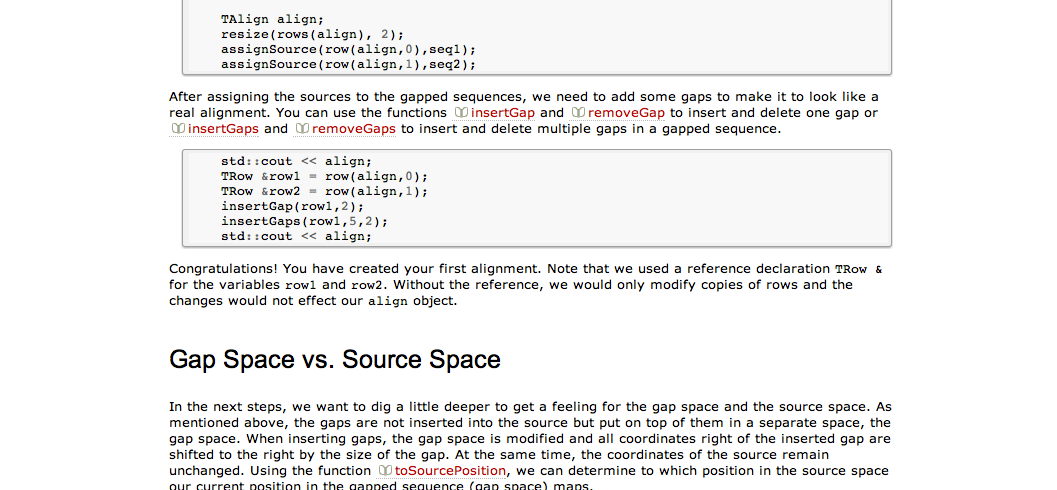 TAlign align;
resize(rows(align), 2);
assignSource(row(align,0),seq1);
assignSource(row(align,1),seq2);
After assigning the sources to the gapped sequences, we need to add some gaps to make it to look like a
real alignment. You can use the functions insertGap and removeGap to insert and delete one gap or
insertGaps and removeGaps to insert and delete multiple gaps in a gapped sequence.
std::cout << align;
TRow &row1 = row(align,0);
TRow &row2 = row(align,1);
insertGap(row1,2);
insertGaps(row1,5,2);
std::cout << align;
Congratulations! You have created your first alignment. Note that we used a reference declaration TRow &
for the variables row1 and row2. Without the reference, we would only modify copies of rows and the
changes would not effect our align object.
Gap Space vs. Source Space
In the next steps, we want to dig a little deeper to get a feeling for the gap space and the source space. As
mentioned above, the gaps are not inserted into the source but put on top of them in a separate space, the
gap space. When inserting gaps, the gap space is modified and all coordinates right of the inserted gap are
shifted to the right by the size of the gap. At the same time, the coordinates of the source remain
unchanged. Using the function toSourcePosition, we can determine to which position in the source space
our current position in the gapped sequence (gap space) maps.